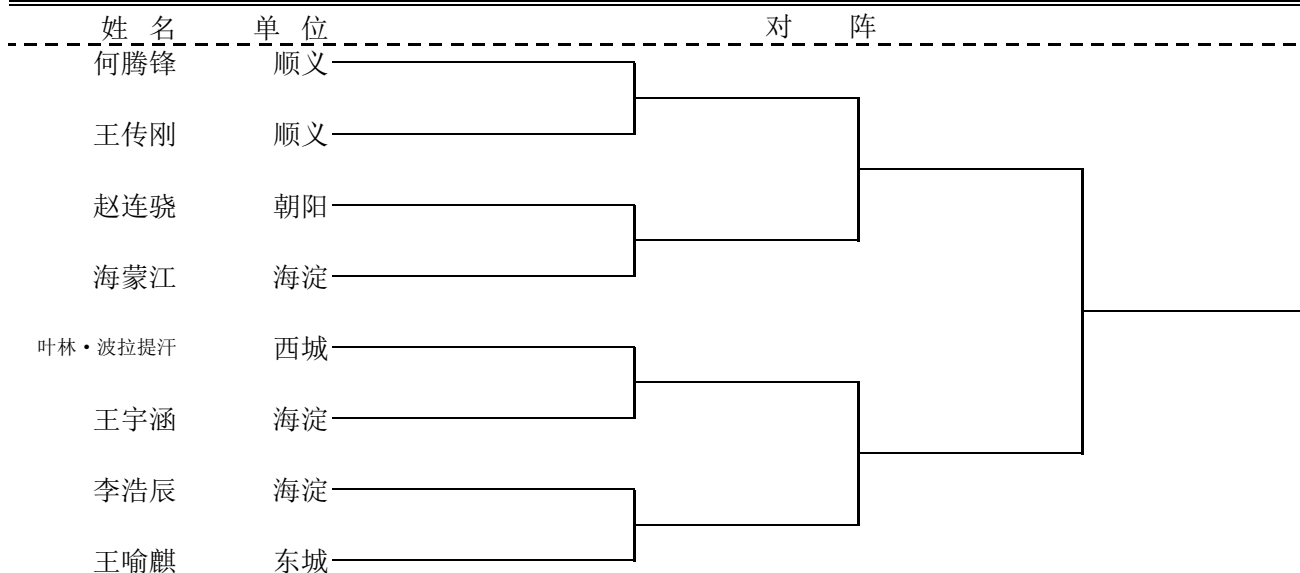 姓 名 单 位 对 阵
何腾锋 顺义
王传刚 顺义
赵连骁 朝阳
海蒙江 海淀
叶林·波拉提汗 西城
王宇涵 海淀
李浩辰 海淀
王喻麒 东城